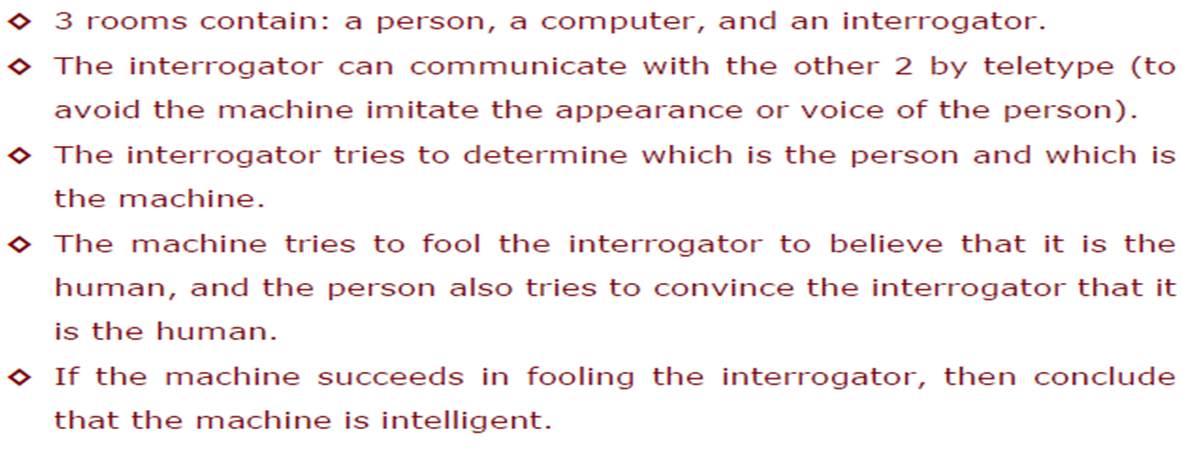 ◇ 3 rooms contain: a person, a computer, and an interrogator.
◇ The interrogator can communicate with the other 2 by teletype (to
avoid the machine imitate the appearance or voice of the person).
◇ The interrogator tries to determine which is the person and which is
the machine.
◇ The machine tries to fool the interrogator to believe that it is the
human, and the person also tries to convince the interrogator that it
is the human.
◇ If the machine succeeds in fooling the interrogator, then conclude
that the machine is intelligent.